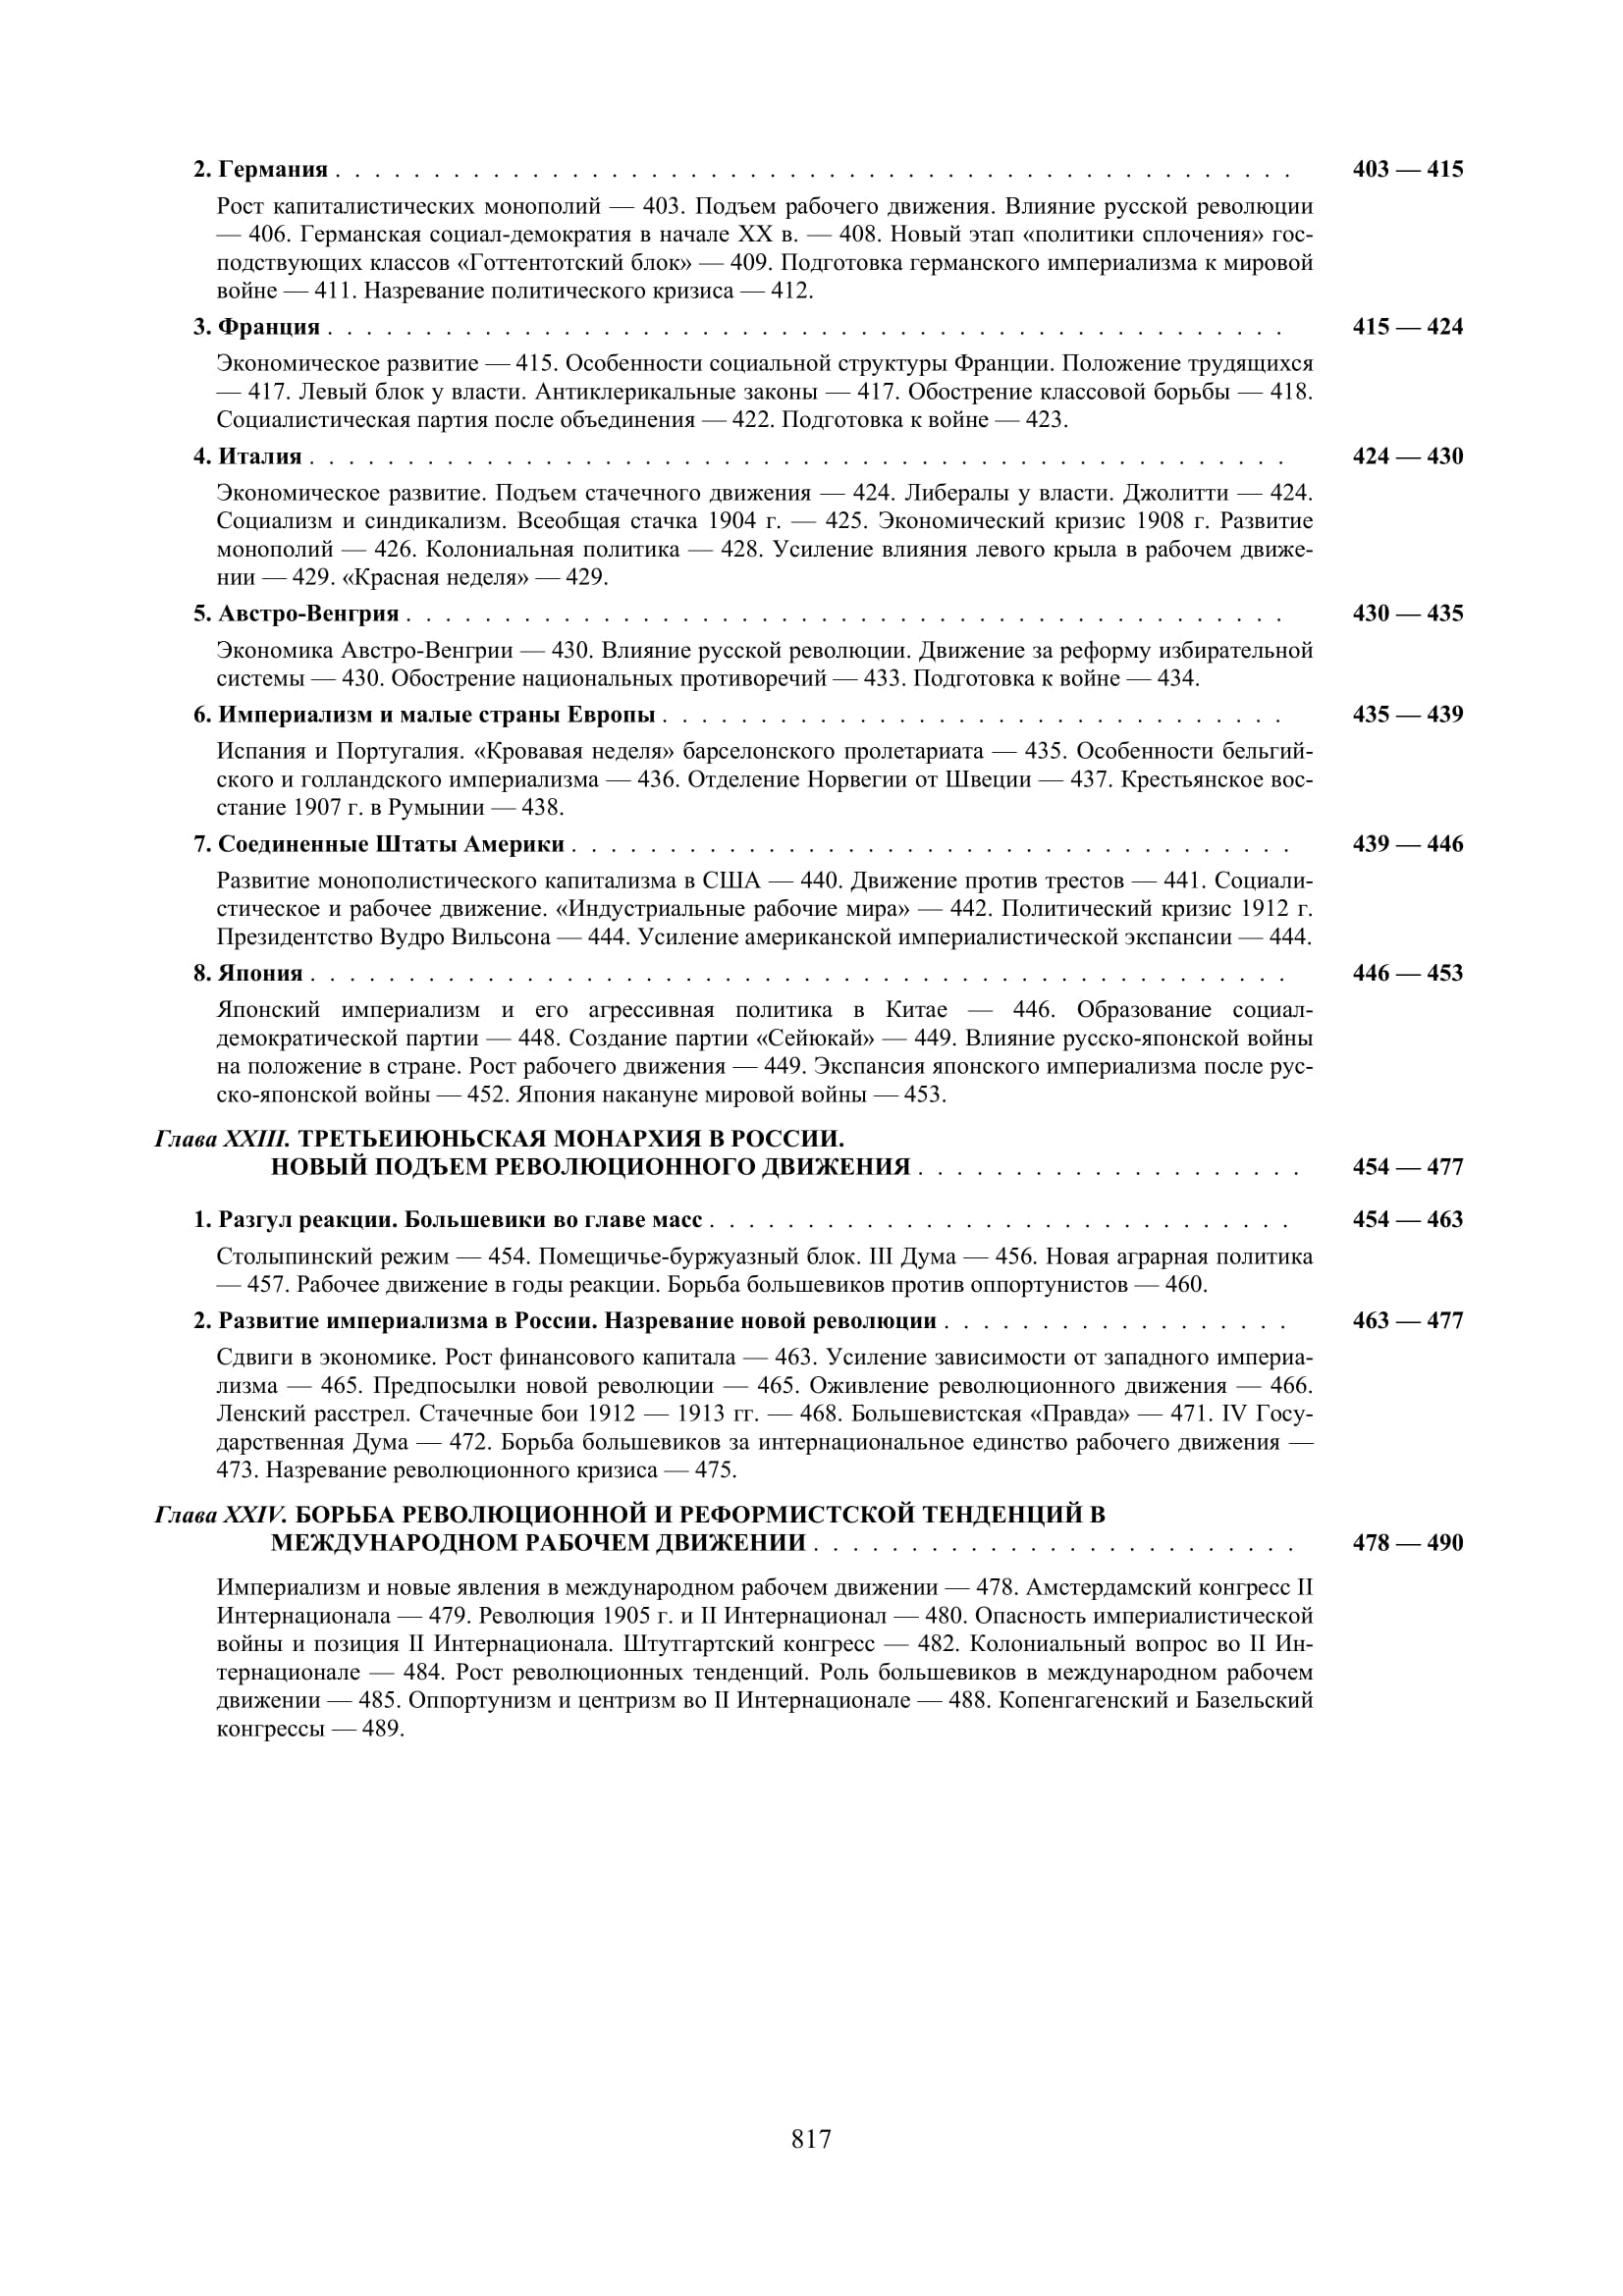 2. Германия . . . . . . . . . . . . . . . . . . . . . . . . . . . . . . . . . . . . . . . . . . . . . . . . . 403 — 415
Рост капиталистических монополий — 403. Подъем рабочего движения. Влияние русской революции
— 406. Германская социал-демократия в начале XX в. — 408. Новый этап «политики сплочения» гос-
подствующих классов «Готтентотский блок» — 409. Подготовка германского империализма к мировой
войне — 411. Назревание политического кризиса — 412.
3. Франция . . . . . . . . . . . . . . . . . . . . . . . . . . . . . . . . . . . . . . . . . . . . . . . . . 415 — 424
Экономическое развитие — 415. Особенности социальной структуры Франции. Положение трудящихся
— 417. Левый блок у власти. Антиклерикальные законы — 417. Обострение классовой борьбы — 418.
Социалистическая партия после объединения — 422. Подготовка к войне — 423.
4. Италия . . . . . . . . . . . . . . . . . . . . . . . . . . . . . . . . . . . . . . . . . . . . . . . . . . 424 — 430
Экономическое развитие. Подъем стачечного движения — 424. Либералы у власти. Джолитти — 424.
Социализм и синдикализм. Всеобщая стачка 1904 г. — 425. Экономический кризис 1908 г. Развитие
монополий — 426. Колониальная политика — 428. Усиление влияния левого крыла в рабочем движе-
нии — 429. «Красная неделя» — 429.
5. Австро-Венгрия . . . . . . . . . . . . . . . . . . . . . . . . . . . . . . . . . . . . . . . . . . . . . 430 — 435
Экономика Австро-Венгрии — 430. Влияние русской революции. Движение за реформу избирательной
системы — 430. Обострение национальных противоречий — 433. Подготовка к войне — 434.
6. Империализм и малые страны Европы . . . . . . . . . . . . . . . . . . . . . . . . . . . . . . . . 435 — 439
Испания и Португалия. «Кровавая неделя» барселонского пролетариата — 435. Особенности бельгий-
ского и голландского империализма — 436. Отделение Норвегии от Швеции — 437. Крестьянское вос-
стание 1907 г. в Румынии — 438.
7. Соединенные Штаты Америки . . . . . . . . . . . . . . . . . . . . . . . . . . . . . . . . . . . . . 439 — 446
Развитие монополистического капитализма в США — 440. Движение против трестов — 441. Социали-
стическое и рабочее движение. «Индустриальные рабочие мира» — 442. Политический кризис 1912 г.
Президентство Вудро Вильсона — 444. Усиление американской империалистической экспансии — 444.
8. Япония . . . . . . . . . . . . . . . . . . . . . . . . . . . . . . . . . . . . . . . . . . . . . . . . . . 446 — 453
Японский империализм и его агрессивная политика в Китае — 446. Образование социал-
демократической партии — 448. Создание партии «Сейюкай» — 449. Влияние русско-японской войны
на положение в стране. Рост рабочего движения — 449. Экспансия японского империализма после рус-
ско-японской войны — 452. Япония накануне мировой войны — 453.
Глава XXIII. ТРЕТЬЕИЮНЬСКАЯ МОНАРХИЯ В РОССИИ.
НОВЫЙ ПОДЪЕМ РЕВОЛЮЦИОННОГО ДВИЖЕНИЯ . . . . . . . . . . . . . . . . . . . . 454 — 477
1. Разгул реакции. Большевики во главе масс . . . . . . . . . . . . . . . . . . . . . . . . . . . . . . 454 — 463
Столыпинский режим — 454. Помещичье-буржуазный блок. III Дума — 456. Новая аграрная политика
— 457. Рабочее движение в годы реакции. Борьба большевиков против оппортунистов — 460.
2. Развитие империализма в России. Назревание новой революции . . . . . . . . . . . . . . . . . . 463 — 477
Сдвиги в экономике. Рост финансового капитала — 463. Усиление зависимости от западного империа-
лизма — 465. Предпосылки новой революции — 465. Оживление революционного движения — 466.
Ленский расстрел. Стачечные бои 1912 — 1913 гг. — 468. Большевистская «Правда» — 471. IV Госу-
дарственная Дума — 472. Борьба большевиков за интернациональное единство рабочего движения —
473. Назревание революционного кризиса — 475.
Глава XXIV. БОРЬБА РЕВОЛЮЦИОННОЙ И РЕФОРМИСТСКОЙ ТЕНДЕНЦИЙ В
МЕЖДУНАРОДНОМ РАБОЧЕМ ДВИЖЕНИИ . . . . . . . . . . . . . . . . . . . . . . . . . 478 — 490
Империализм и новые явления в международном рабочем движении — 478. Амстердамский конгресс II
Интернационала — 479. Революция 1905 г. и II Интернационал — 480. Опасность империалистической
войны и позиция II Интернационала. Штутгартский конгресс — 482. Колониальный вопрос во II Ин-
тернационале — 484. Рост революционных тенденций. Роль большевиков в международном рабочем
движении — 485. Оппортунизм и центризм во II Интернационале — 488. Копенгагенский и Базельский
конгрессы — 489.
817